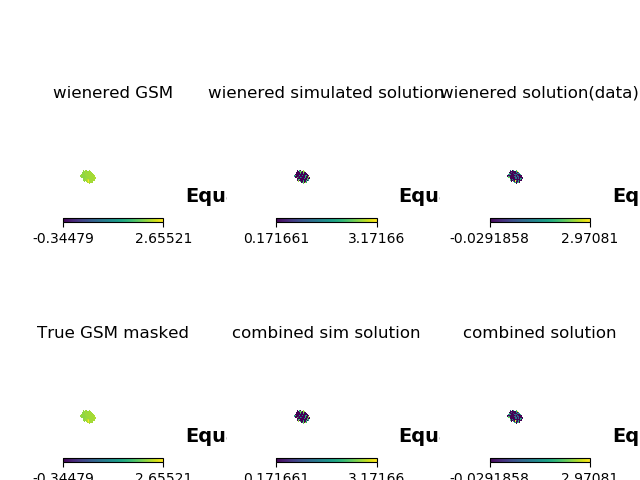 wienered GSM
wienered simulated solution
wienered solution(data)
Equ
Equ
Eq
-0.34479 2.65521
0.171661 3.17166
-0.0291858 2.97081
True GSM masked
combined sim solution
combined solution
Equ
Equ
Eq
-0.34479 2.65521
0.171661 3.17166
-0.0291858 2.97081